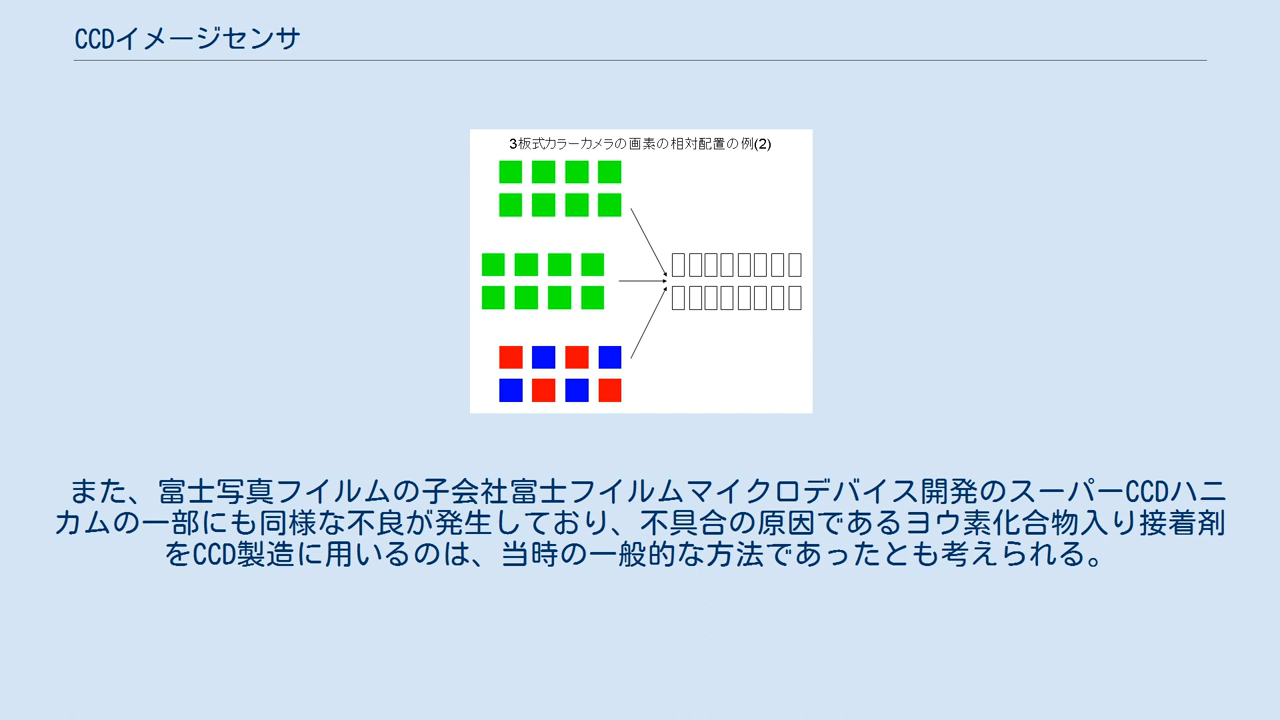 CCDイメージセンサ
3板式カラーカメラの画素の相対配置の例(2)
また、富士写真フイルムの子会社富士フイルムマイクロデバイス開発のスーパーCCDハニ
カムの一部にも同様な不良が発生しており、不具合の原因であるヨウ素化合物入り接着剤
をCCD製造に用いるのは、当時の一般的な方法であったとも考えられる。